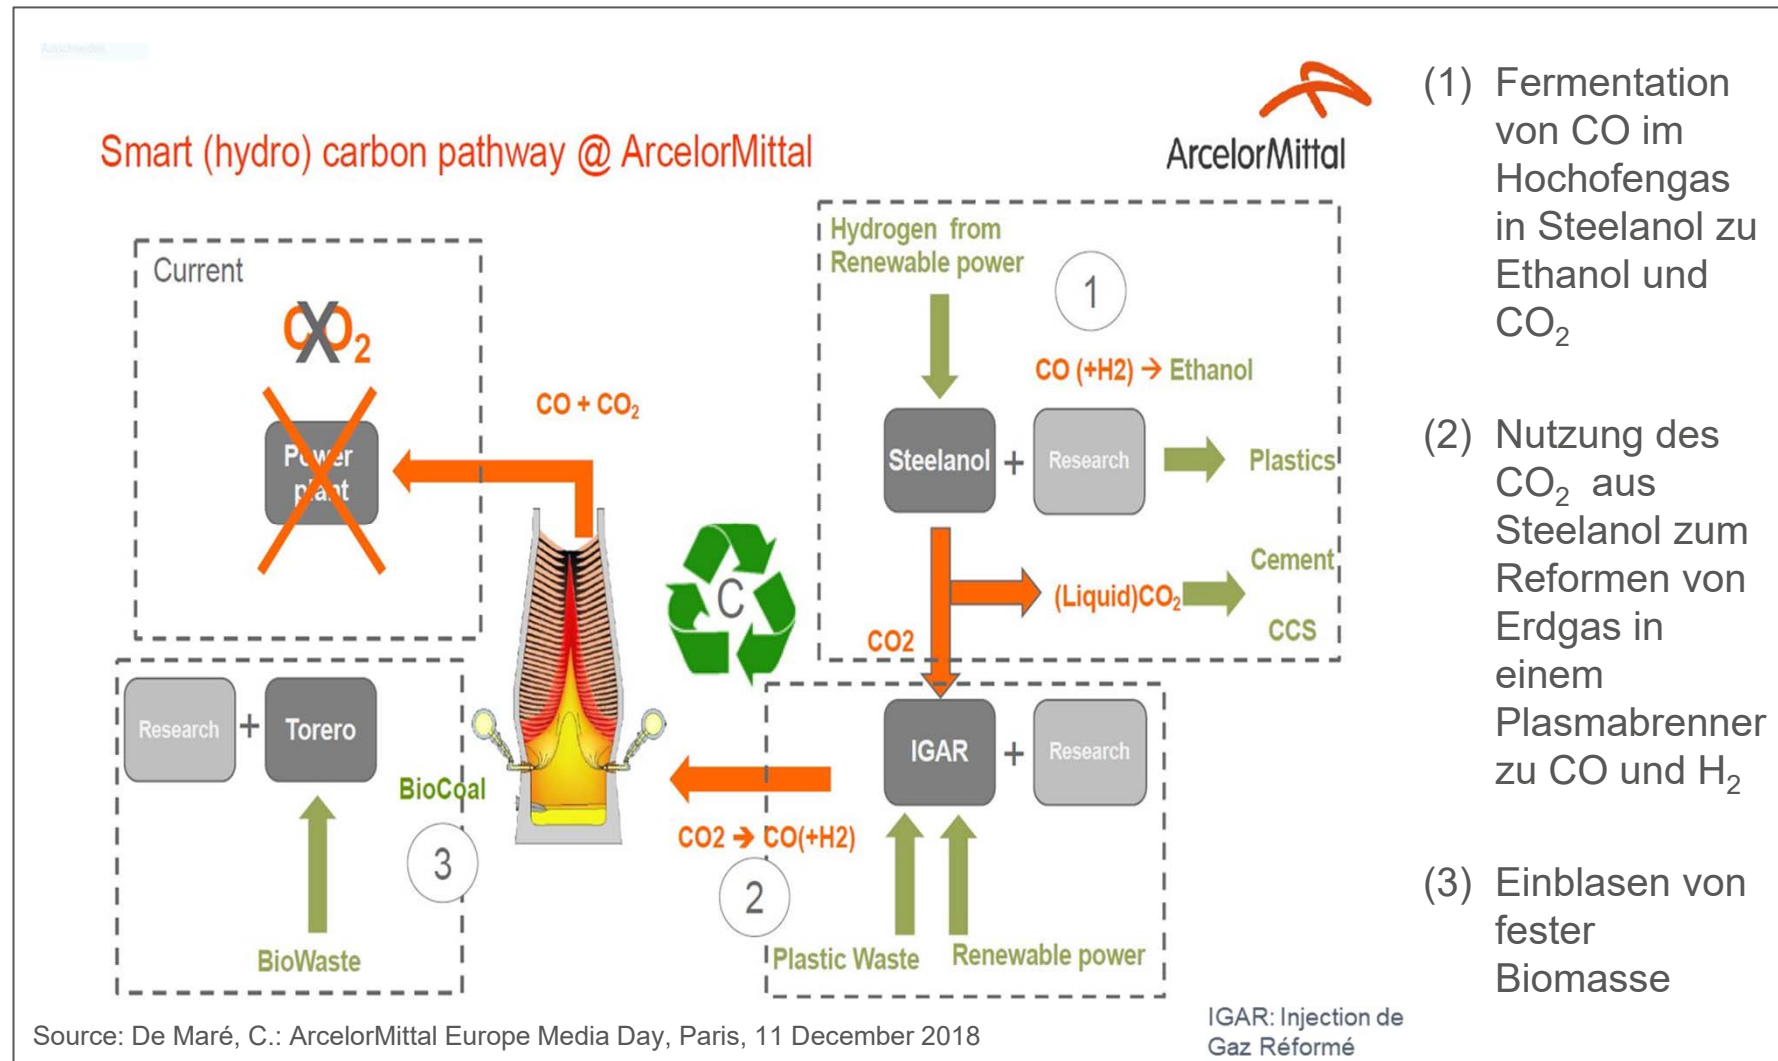 Ausschneiden
Smart (hydro) carbon pathway @ ArcelorMittal
ArcelorMittal
Current
CO₂
X
Power
plant
CO + CO₂
C
Hydrogen from
Renewable power
1
CO (+H2) → Ethanol
Steelanol + Research
Plastics
Cement
(Liquid)CO₂
CCS
CO2
Research + Torero
BioCoal
3
BioWaste
IGAR + Research
CO2 → CO(+H2)
2
Plastic Waste
Renewable power
IGAR: Injection de
Gaz Réformé
Source: De Maré, C.: ArcelorMittal Europe Media Day, Paris, 11 December 2018
(1) Fermentation
von CO im
Hochofengas
in Steelanol zu
Ethanol und
CO₂
(2) Nutzung des
CO₂ aus
Steelanol zum
Reformen von
Erdgas in
einem
Plasmabrenner
zu CO und H₂
(3) Einblasen von
fester
Biomasse